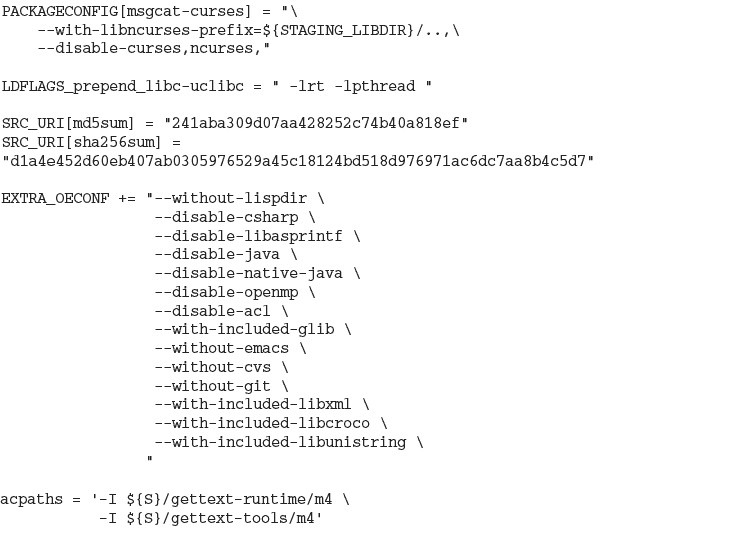 PACKAGECONFIG[msgcat-curses] = "\
--with-libncurses-prefix=${STAGING_LIBDIR}/..,\
--disable-curses,ncurses,"
LDFLAGS_prepend_libc-uclibc = " -lrt -lpthread "
SRC_URI[md5sum] = "241aba309d07aa428252c74b40a818ef"
SRC_URI[sha256sum] =
"d1a4e452d60eb407ab0305976529a45c18124bd518d976971ac6dc7aa8b4c5d7"
EXTRA_OECONF += "--without-lispdir \
--disable-csharp \
--disable-libasprintf \
--disable-java \
--disable-native-java \
--disable-openmp \
--disable-acl \
--with-included-glib \
--without-emacs \
--without-cvs \
--without-git \
--with-included-libxml \
--with-included-libcroco \
--with-included-libunistring \
"
acpaths = '-I ${S}/gettext-runtime/m4 \
-I ${S}/gettext-tools/m4'